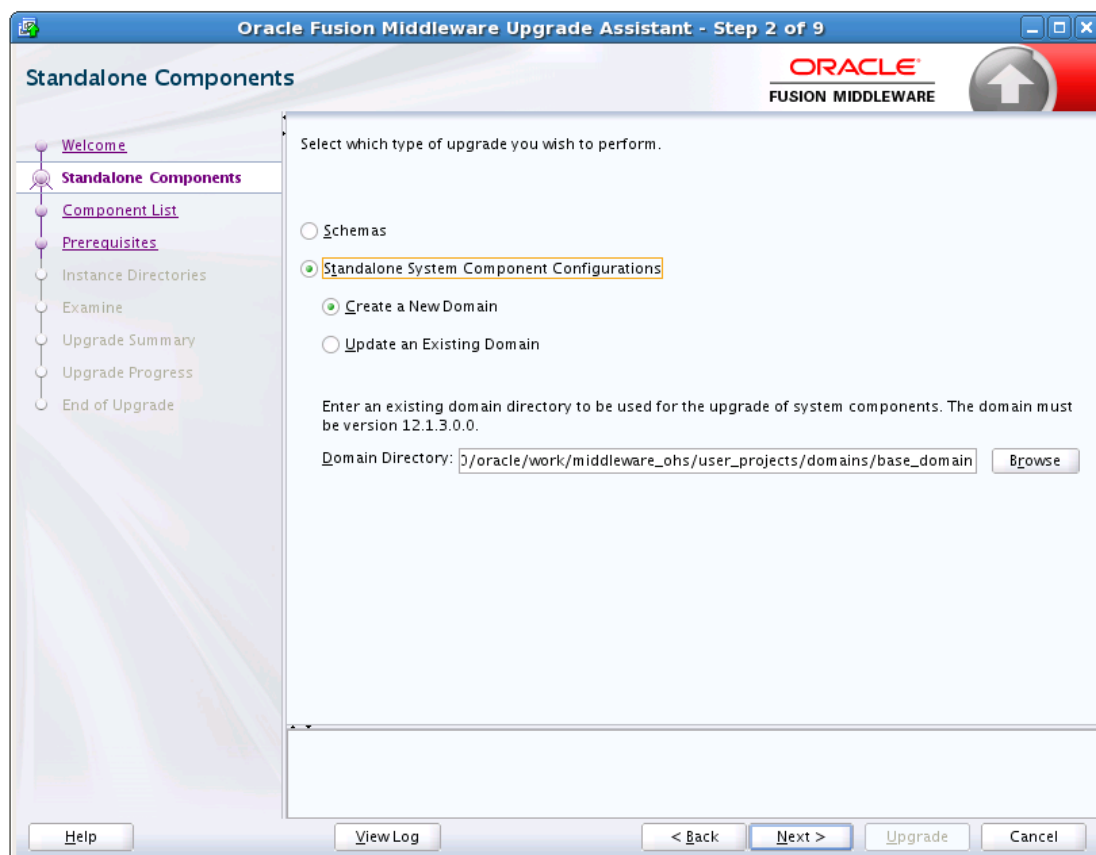 Oracle Fusion Middleware Upgrade Assistant - Step 2 of 9
Standalone Components
ORACLE
FUSION MIDDLEWARE
Welcome
Standalone Components
Component List
Prerequisites
Instance Directories
Examine
Upgrade Summary
Upgrade Progress
End of Upgrade
Select which type of upgrade you wish to perform.
Schemas
Standalone System Component Configurations
Create a New Domain
Update an Existing Domain
Enter an existing domain directory to be used for the upgrade of system components. The domain must
be version 12.1.3.0.0.
Domain Directory: /oracle/work/middleware_ohs/user_projects/domains/base_domain Browse
Help View Log < Back Next > Upgrade Cancel